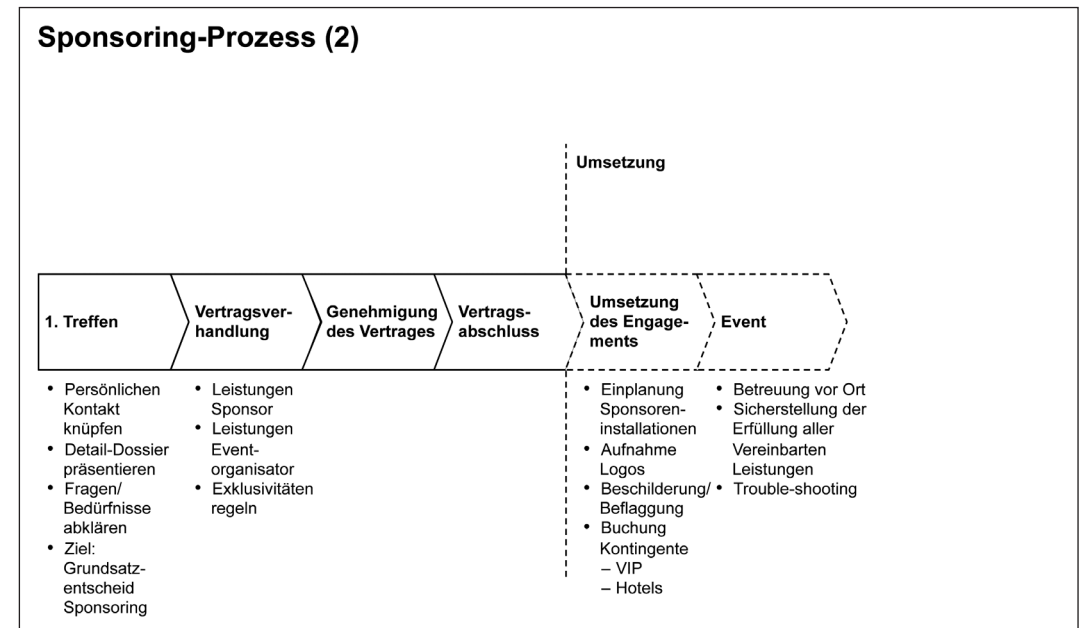 Sponsoring-Prozess (2)
Umsetzung
1. Treffen
Vertragsver-
handlung
Genehmigung
des Vertrages
Vertrags-
abschluss
Umsetzung
des Engage-
ments
Event
• Persönlichen
Kontakt
knüpfen
• Detail-Dossier
präsentieren
• Fragen/
Bedürfnisse
abklären
• Ziel:
Grundsatz-
entscheid
Sponsoring
• Leistungen
Sponsor
• Leistungen
Event-
organisator
• Exklusivitäten
regeln
• Einplanung
Sponsoren-
installationen
• Aufnahme
Logos
• Beschilderung/
Beflaggung
• Buchung
Kontingente
– VIP
– Hotels
• Betreuung vor Ort
• Sicherstellung der
Erfüllung aller
Vereinbarten
Leistungen
• Trouble-shooting